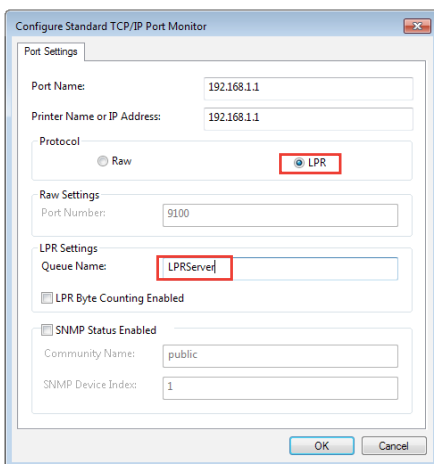 Configure Standard TCP/IP Port Monitor
Port Settings
Port Name: 192.168.1.1
Printer Name or IP Address: 192.168.1.1
Protocol
Raw LPR
Raw Settings
Port Number: 9100
LPR Settings
Queue Name: LPRServer
LPR Byte Counting Enabled
SNMP Status Enabled
Community Name: public
SNMP Device Index: 1
OK Cancel